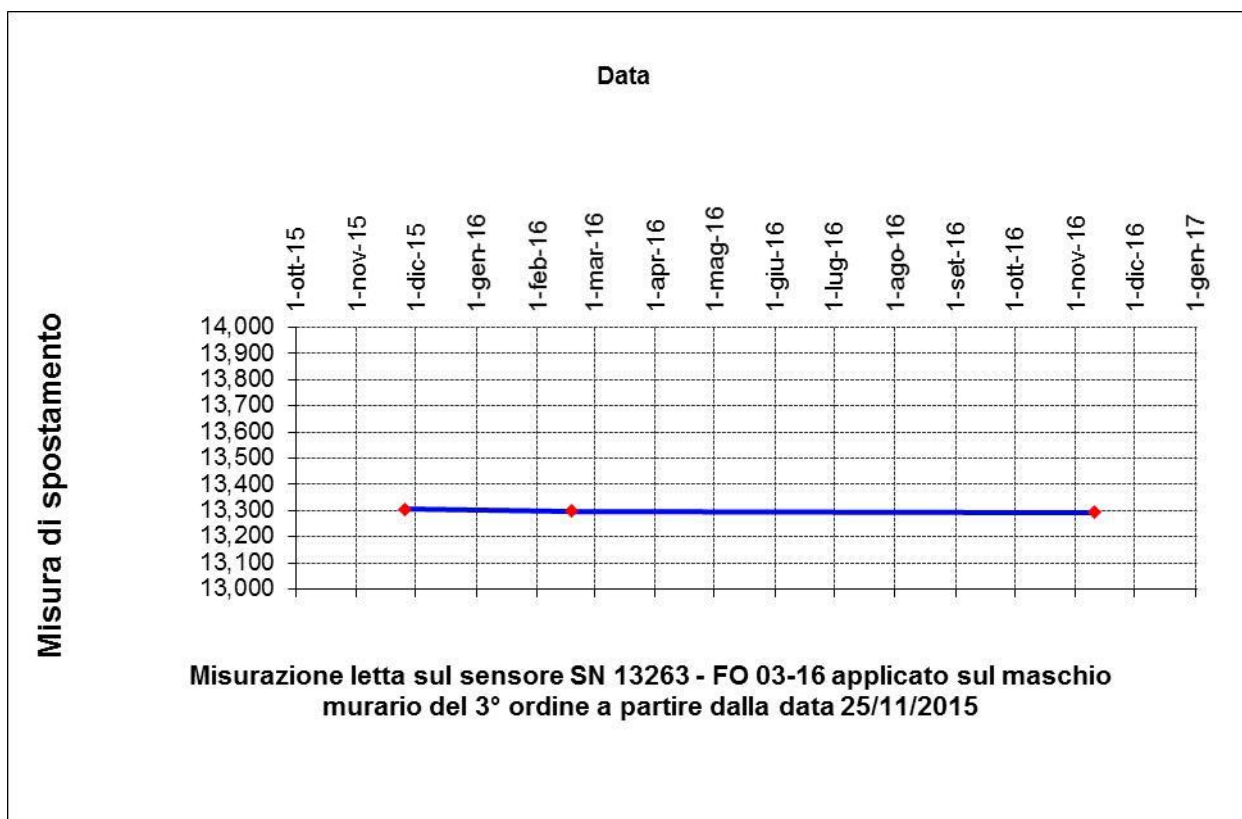 Data
1-ott-15
1-nov-15
1-dic-15
1-gen-16
1-feb-16
1-mar-16
1-apr-16
1-mag-16
1-giu-16
1-lug-16
1-ago-16
1-set-16
1-ott-16
1-nov-16
1-dic-16
1-gen-17
Misura di spostamento
14,000
13,900
13,800
13,700
13,600
13,500
13,400
13,300
13,200
13,100
13,000
Misurazione letta sul sensore SN 13263 - FO 03-16 applicato sul maschio
murario del 3° ordine a partire dalla data 25/11/2015